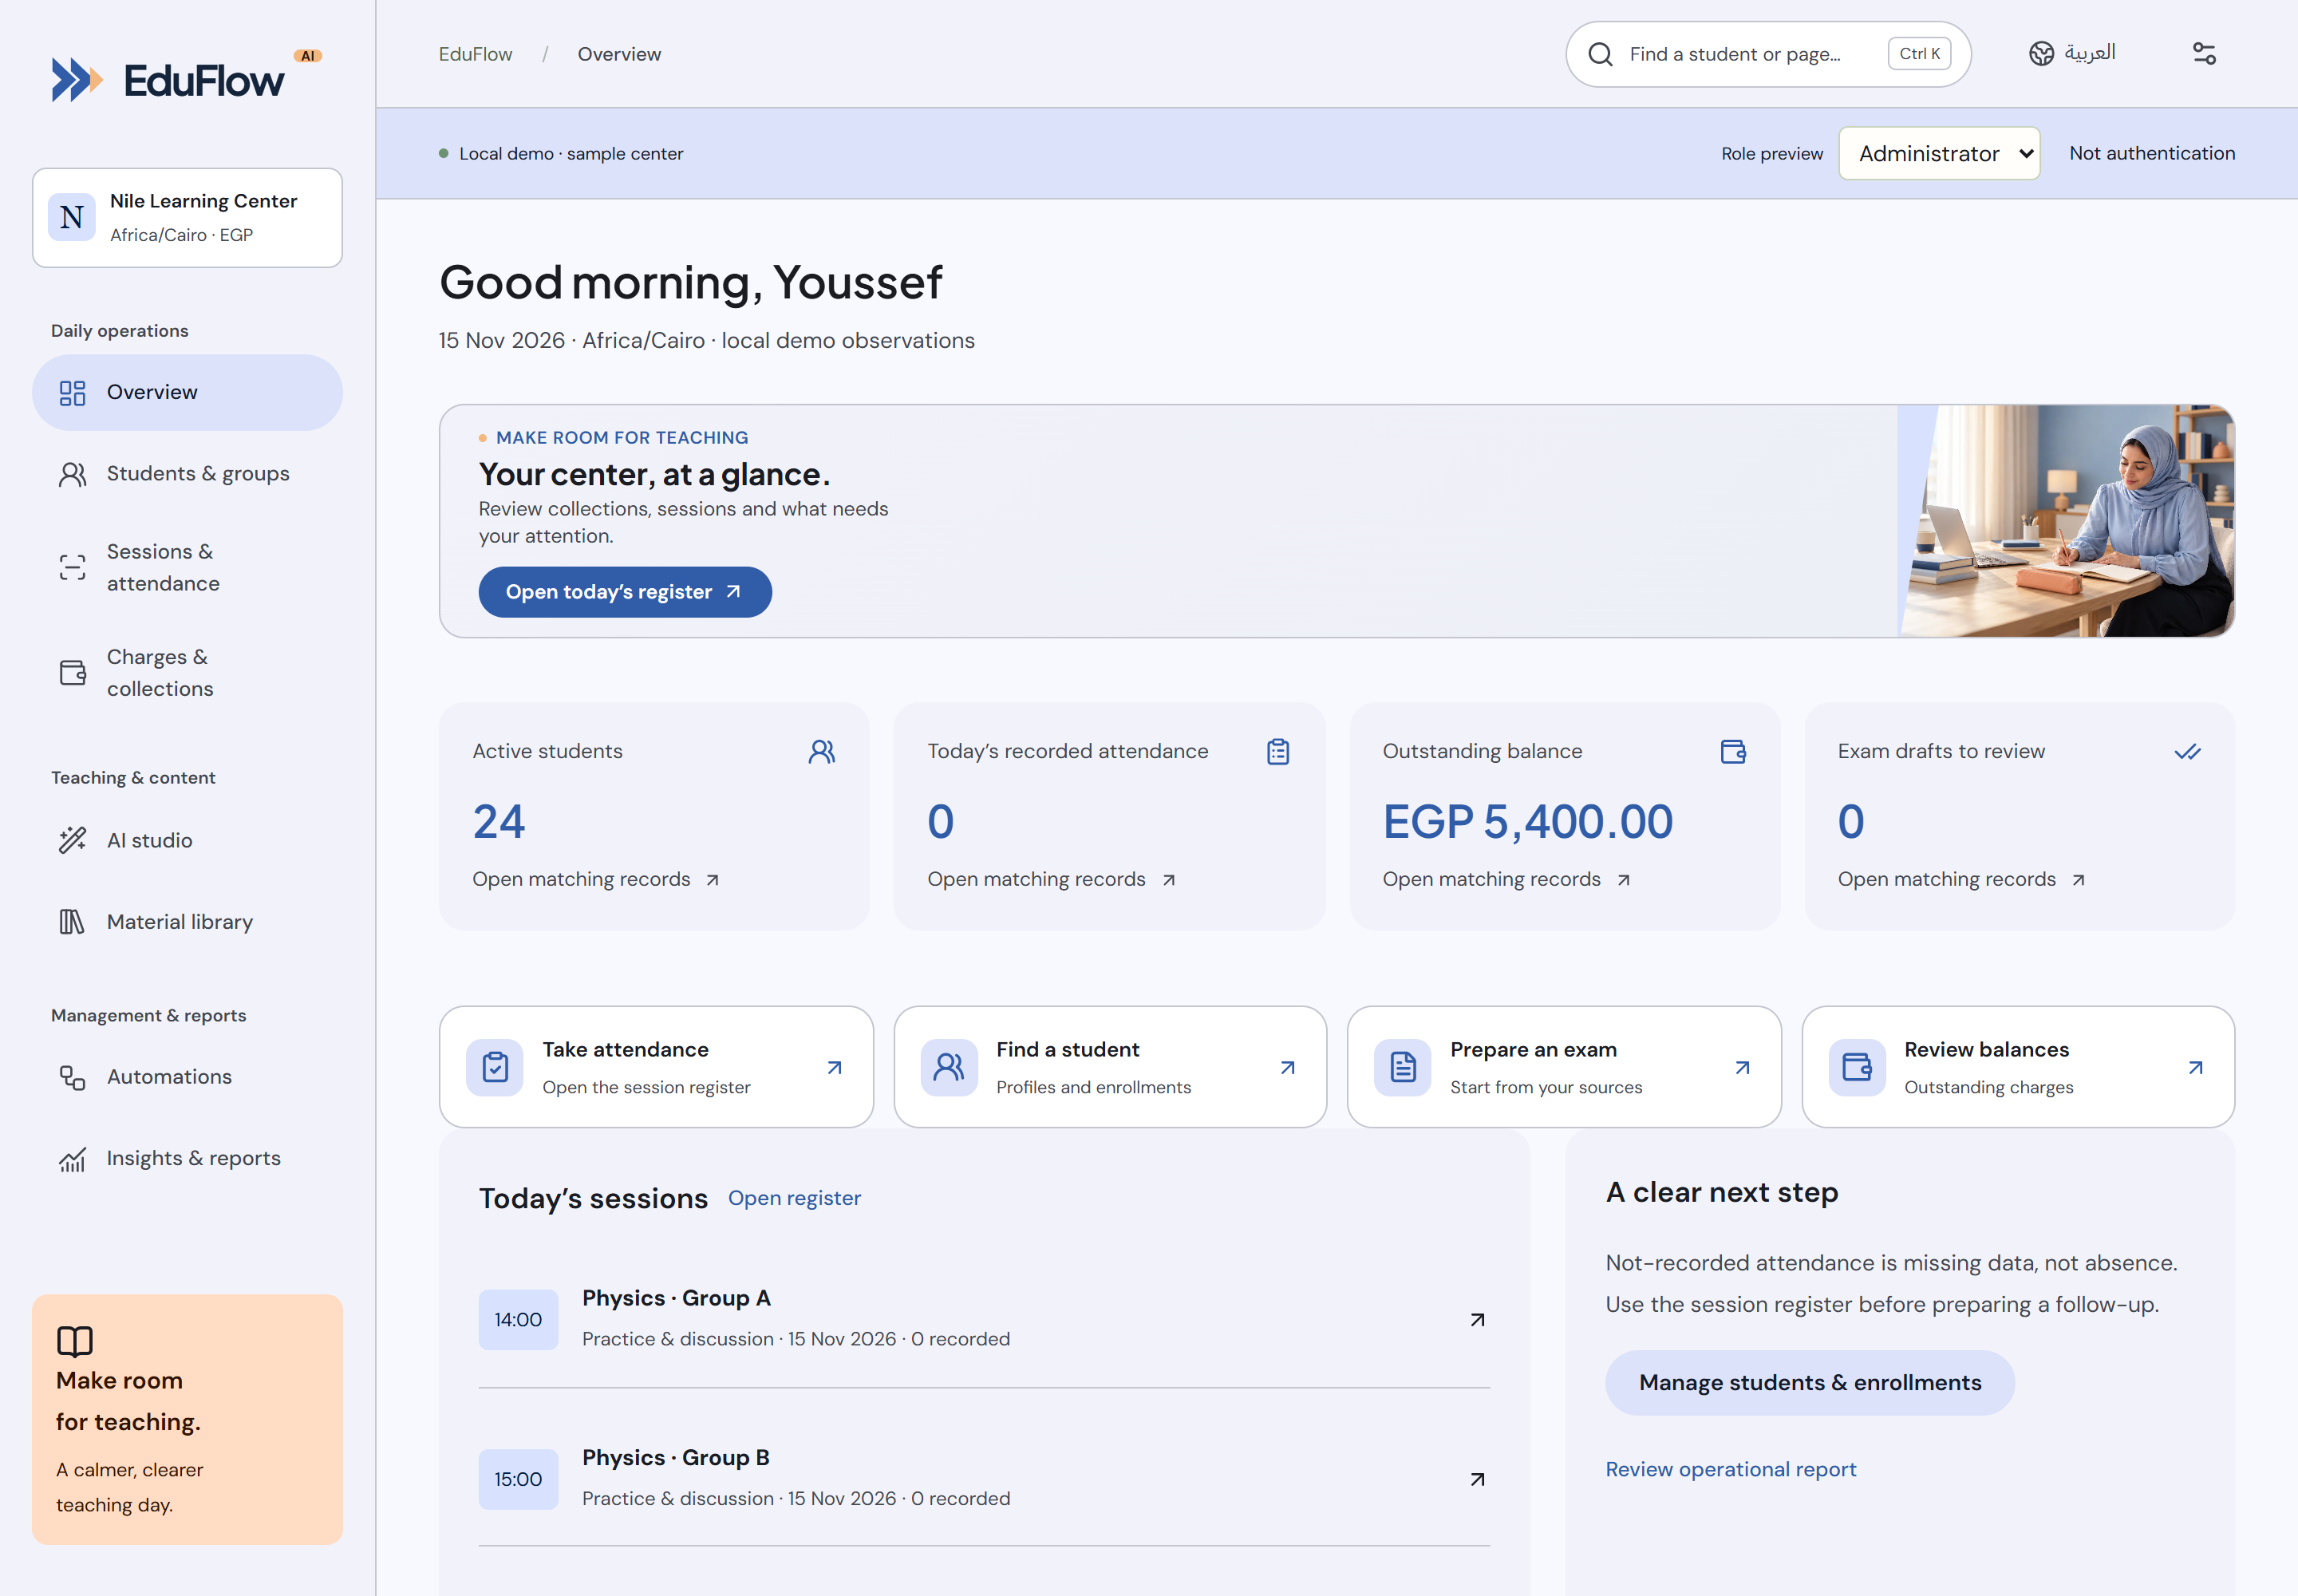 EduFlow
AI
Nile Learning Center
N
Africa/Cairo · EGP
Daily operations
Overview
Students & groups
Sessions &
attendance
Charges &
collections
Teaching & content
AI studio
Material library
Management & reports
Automations
Insights & reports
Make room
for teaching.
A calmer, clearer
teaching day.
EduFlow / Overview
Find a student or page...
Ctrl K
العربية
Local demo · sample center
Role preview
Administrator
Not authentication
Good morning, Youssef
15 Nov 2026 · Africa/Cairo · local demo observations
MAKE ROOM FOR TEACHING
Your center, at a glance.
Review collections, sessions and what needs
your attention.
Open today’s register
Active students
24
Open matching records
Today’s recorded attendance
0
Open matching records
Outstanding balance
EGP 5,400.00
Open matching records
Exam drafts to review
0
Open matching records
Take attendance
Open the session register
Find a student
Profiles and enrollments
Prepare an exam
Start from your sources
Review balances
Outstanding charges
Today’s sessions
Open register
14:00
Physics · Group A
Practice & discussion · 15 Nov 2026 · 0 recorded
15:00
Physics · Group B
Practice & discussion · 15 Nov 2026 · 0 recorded
A clear next step
Not-recorded attendance is missing data, not absence.
Use the session register before preparing a follow-up.
Manage students & enrollments
Review operational report